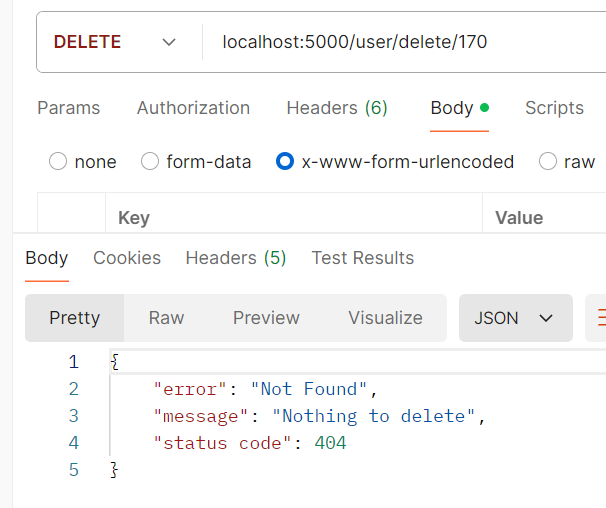 DELETE localhost:5000/user/delete/170
Params Authorization Headers (6) Body Scripts
none form-data x-www-form-urlencoded raw
Key Value
Body Cookies Headers (5) Test Results
Pretty Raw Preview Visualize JSON
1 {
2 "error": "Not Found",
3 "message": "Nothing to delete",
4 "status code": 404
5 }